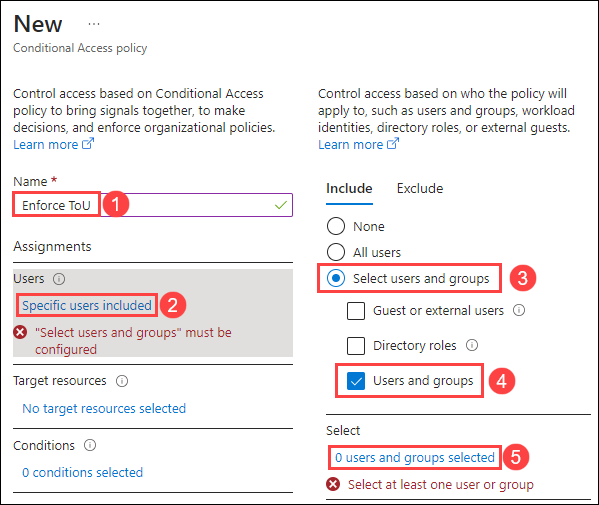 New ...
Conditional Access policy
Control access based on Conditional Access
policy to bring signals together, to make
decisions, and enforce organizational policies.
Learn more
Name *
Enforce ToU
1
Assignments
Users
Specific users included
2
"Select users and groups" must be
configured
Target resources
No target resources selected
Conditions
0 conditions selected
Control access based on who the policy will
apply to, such as users and groups, workload
identities, directory roles, or external guests.
Learn more
Include Exclude
None
All users
Select users and groups
3
Guest or external users
Directory roles
Users and groups
4
Select
0 users and groups selected
5
Select at least one user or group